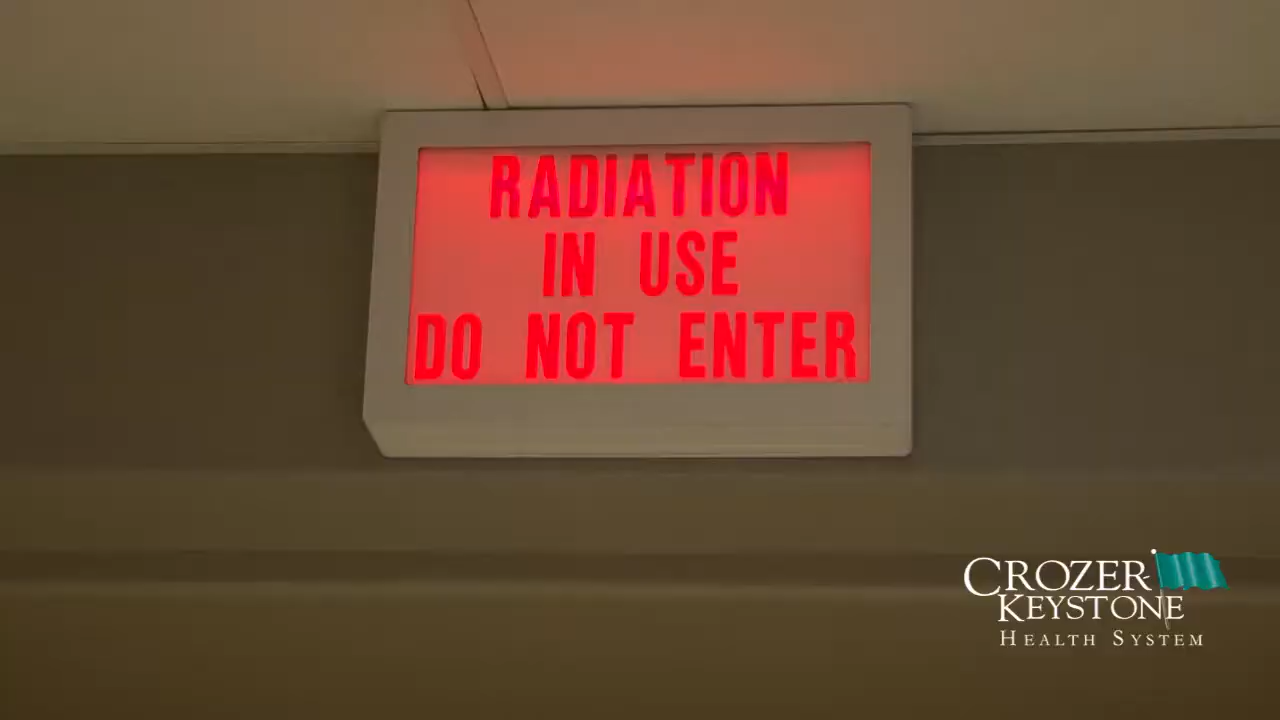 RADIATION
IN USE
DO NOT ENTER
CROZER-
KEYSTONE
HEALTH SYSTEM